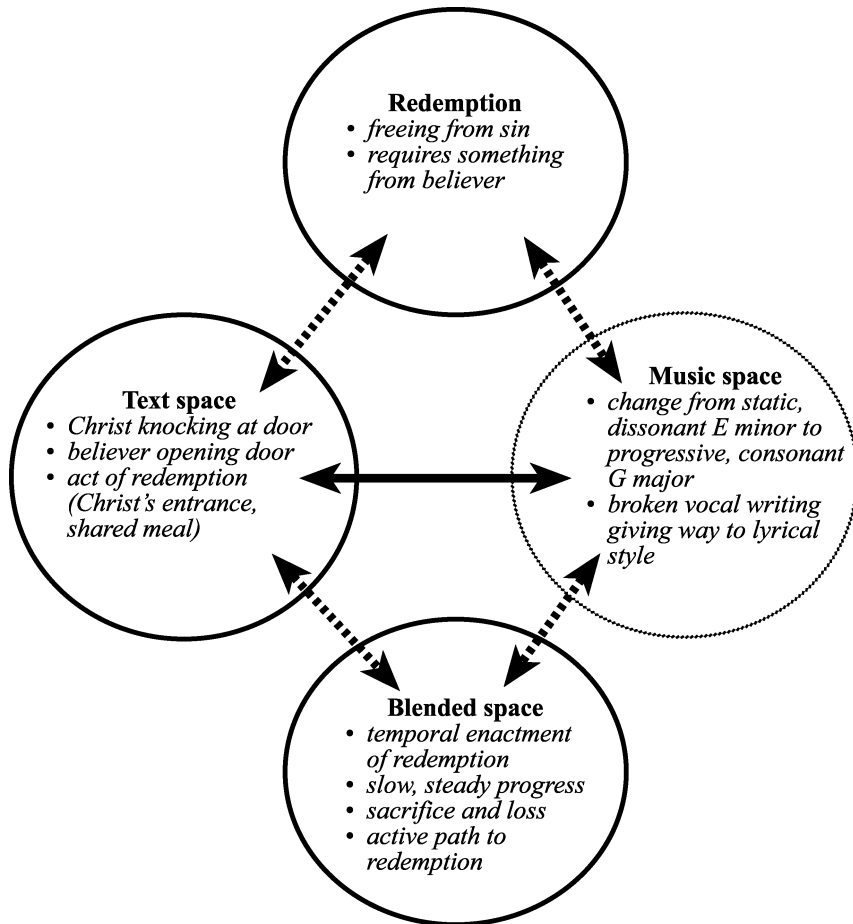 Redemption
• freeing from sin
• requires something
from believer
Text space
• Christ knocking at door
• believer opening door
• act of redemption
(Christ’s entrance,
shared meal)
Music space
• change from static,
dissonant E minor to
progressive, consonant
G major
• broken vocal writing
giving way to lyrical
style
Blended space
• temporal enactment
of redemption
• slow, steady progress
• sacrifice and loss
• active path to
redemption